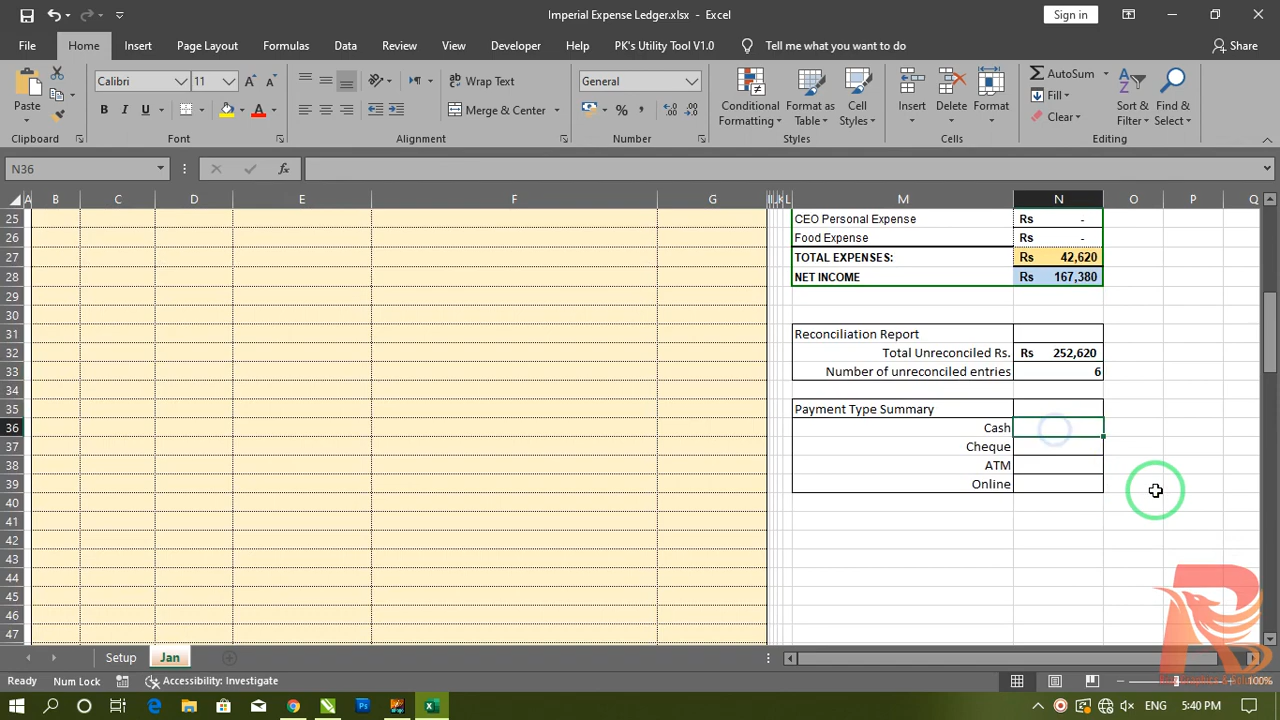 Imperial Expense Ledger.xlsx - Excel
Sign in
File Home Insert Page Layout Formulas Data Review View Developer Help PK's Utility Tool V1.0 Tell me what you want to do Share
Paste
Calibri 11
B I U
Wrap Text
Merge & Center
General
% ,
Conditional Formatting
Format as Table
Cell Styles
Insert
Delete
Format
AutoSum
Fill
Clear
Sort & Filter
Find & Select
Clipboard Font Alignment Number Styles Cells Editing
N36 fx
A B C D E F G K L M N O P Q
25 CEO Personal Expense Rs -
26 Food Expense Rs -
27 TOTAL EXPENSES: Rs 42,620
28 NET INCOME Rs 167,380
29
30
31 Reconciliation Report
32 Total Unreconciled Rs. Rs 252,620
33 Number of unreconciled entries 6
34
35 Payment Type Summary
36 Cash
37 Cheque
38 ATM
39 Online
40
41
42
43
44
45
46
47
Setup Jan
Ready Num Lock Accessibility: Investigate 100%
ENG 5:40 PM